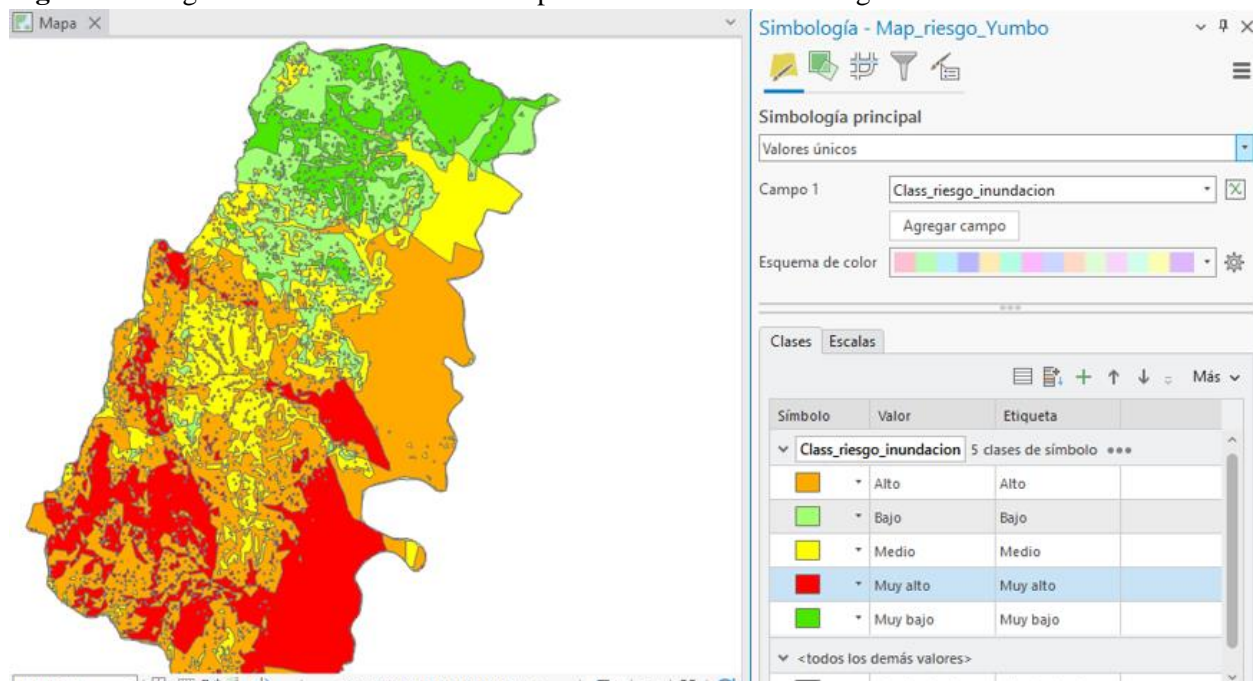 Mapa
Simbología - Map_riesgo_Yumbo
Simbología principal
Valores únicos
Campo 1
Class_riesgo_inundacion
Agregar campo
Esquema de color
Clases
Escalas
Más
Símbolo Valor Etiqueta
Class_riesgo_inundacion 5 clases de símbolo
Alto Alto
Bajo Bajo
Medio Medio
Muy alto Muy alto
Muy bajo Muy bajo
<todos los demás valores>